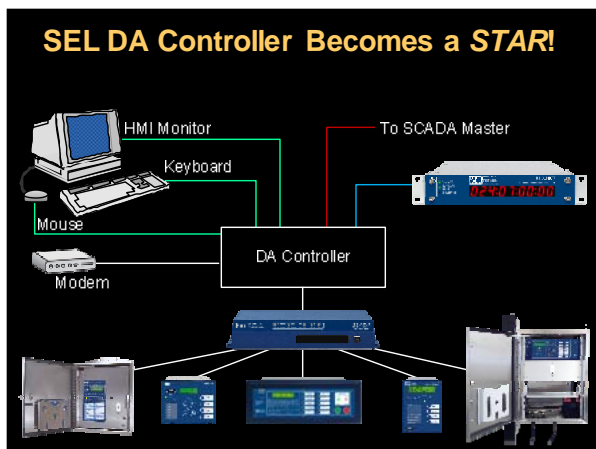 SEL DA Controller Becomes a STAR!
HMI Monitor
To SCADA Master
Keyboard
Mouse
DA Controller
Modem